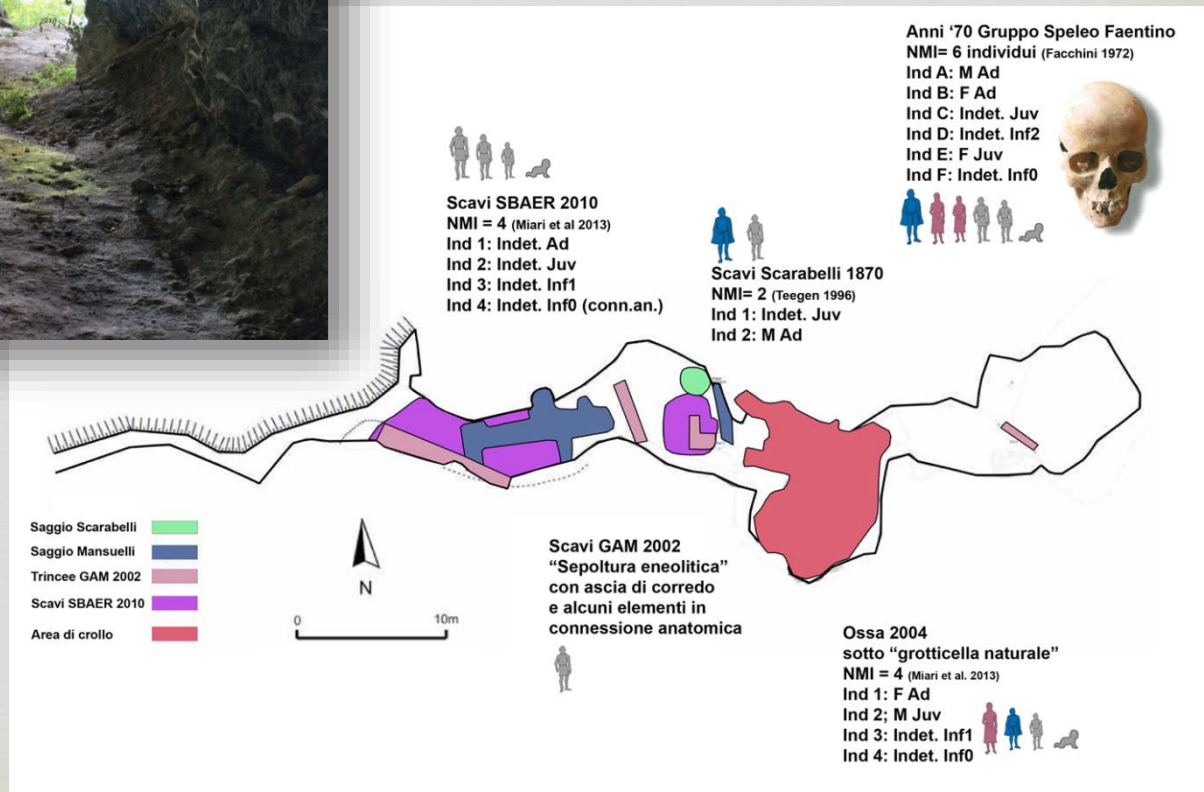 Anni ‘70 Gruppo Speleo Faentino
NMI= 6 individui (Facchini 1972)
Ind A: M Ad
Ind B: F Ad
Ind C: Indet. Juv
Ind D: Indet. Inf2
Ind E: F Juv
Ind F: Indet. Inf0
Scavi SBAER 2010
NMI = 4 (Miari et al 2013)
Ind 1: Indet. Ad
Ind 2: Indet. Juv
Ind 3: Indet. Inf1
Ind 4: Indet. Inf0 (conn.an.)
Scavi Scarabelli 1870
NMI= 2 (Teegen 1996)
Ind 1: Indet. Juv
Ind 2: M Ad
Saggio Scarabelli
Saggio Mansuelli
Trincee GAM 2002
Scavi SBAER 2010
Area di crollo
N
0 10m
Scavi GAM 2002
“Sepoltura eneolitica”
con ascia di corredo
e alcuni elementi in
connessione anatomica
Ossa 2004
sotto “grotticella naturale”
NMI = 4 (Miari et al. 2013)
Ind 1: F Ad
Ind 2; M Juv
Ind 3: Indet. Inf1
Ind 4: Indet. Inf0